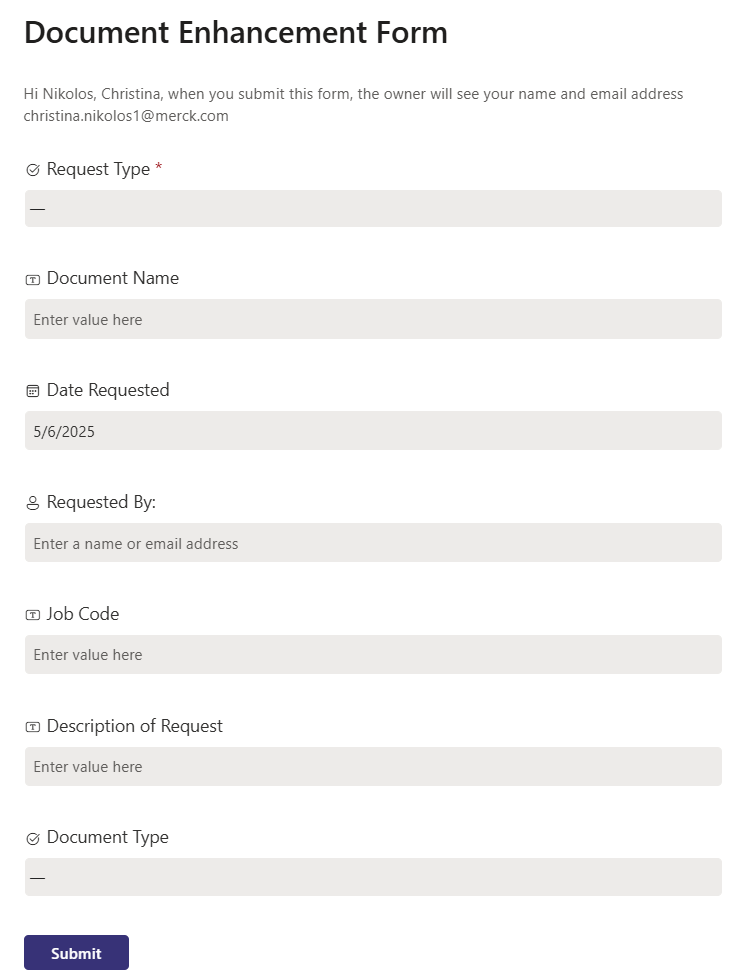 Document Enhancement Form
Hi Nikolos, Christina, when you submit this form, the owner will see your name and email address
christina.nikolos1@merck.com
Request Type *
—
Document Name
Enter value here
Date Requested
5/6/2025
Requested By:
Enter a name or email address
Job Code
Enter value here
Description of Request
Enter value here
Document Type
—
Submit